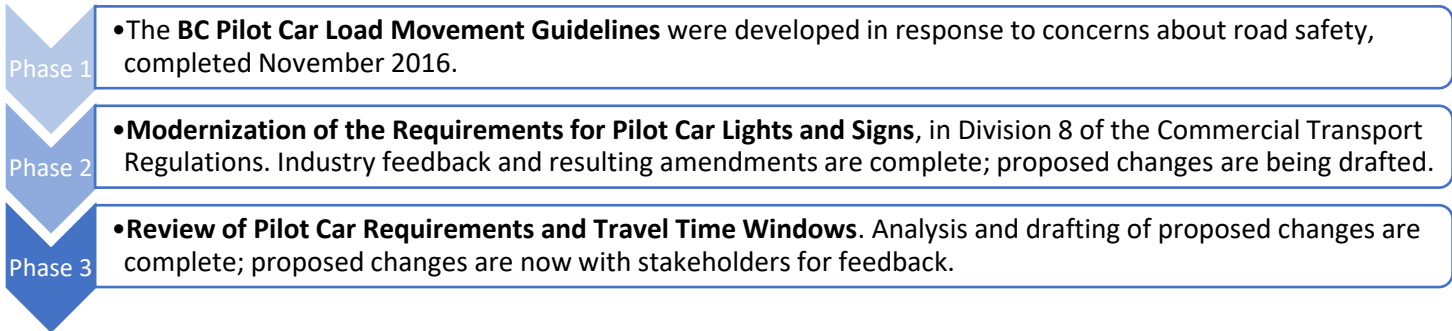 Phase 1
•The BC Pilot Car Load Movement Guidelines were developed in response to concerns about road safety,
completed November 2016.
Phase 2
•Modernization of the Requirements for Pilot Car Lights and Signs, in Division 8 of the Commercial Transport
Regulations. Industry feedback and resulting amendments are complete; proposed changes are being drafted.
Phase 3
•Review of Pilot Car Requirements and Travel Time Windows. Analysis and drafting of proposed changes are
complete; proposed changes are now with stakeholders for feedback.